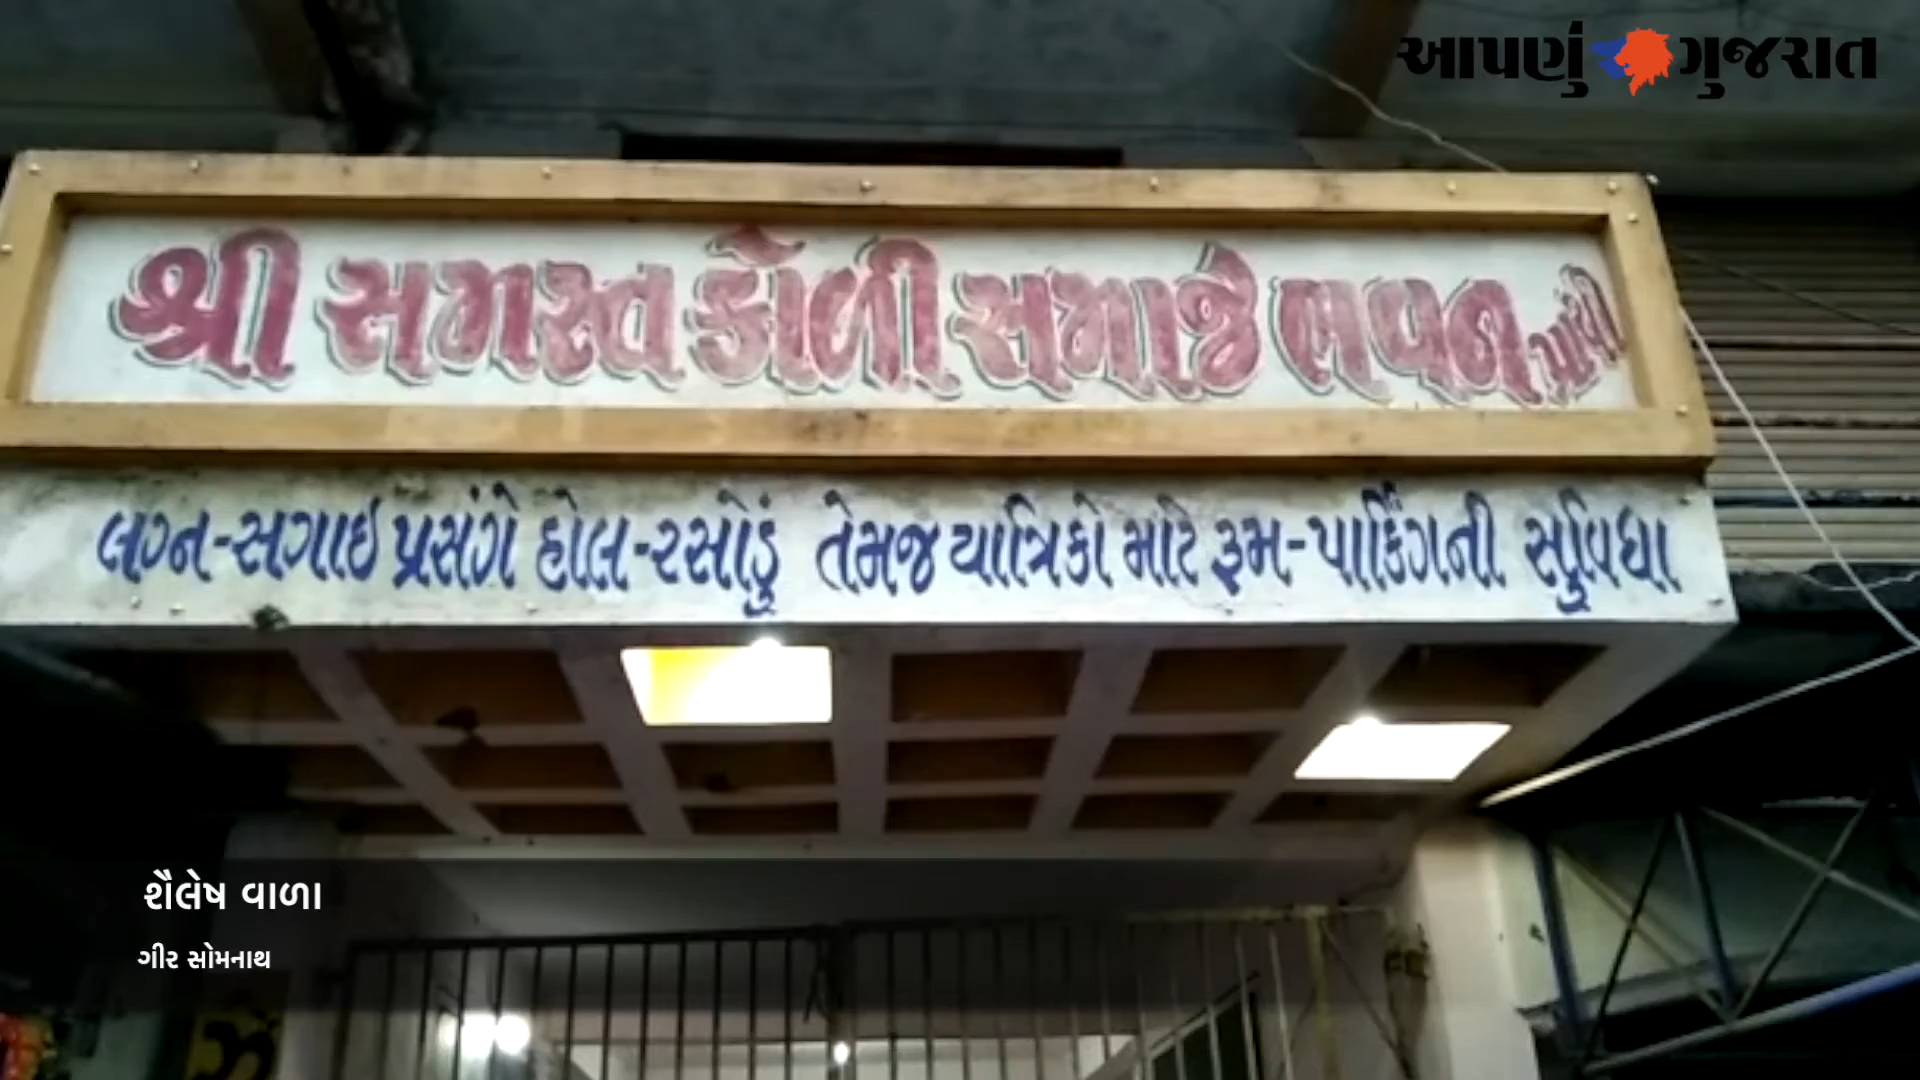 આપણું ગુજરાત
શ્રી સમસ્ત કોળી સમાજ ભવન પ્રાંચી
લગ્ન-સગાઇ પ્રસંગે હોલ-રસોડું તેમજ યાત્રિકો માટે રૂમ-પાર્કિંગની સુવિધા
શૈલેષ વાળા
ગીર સોમનાથ